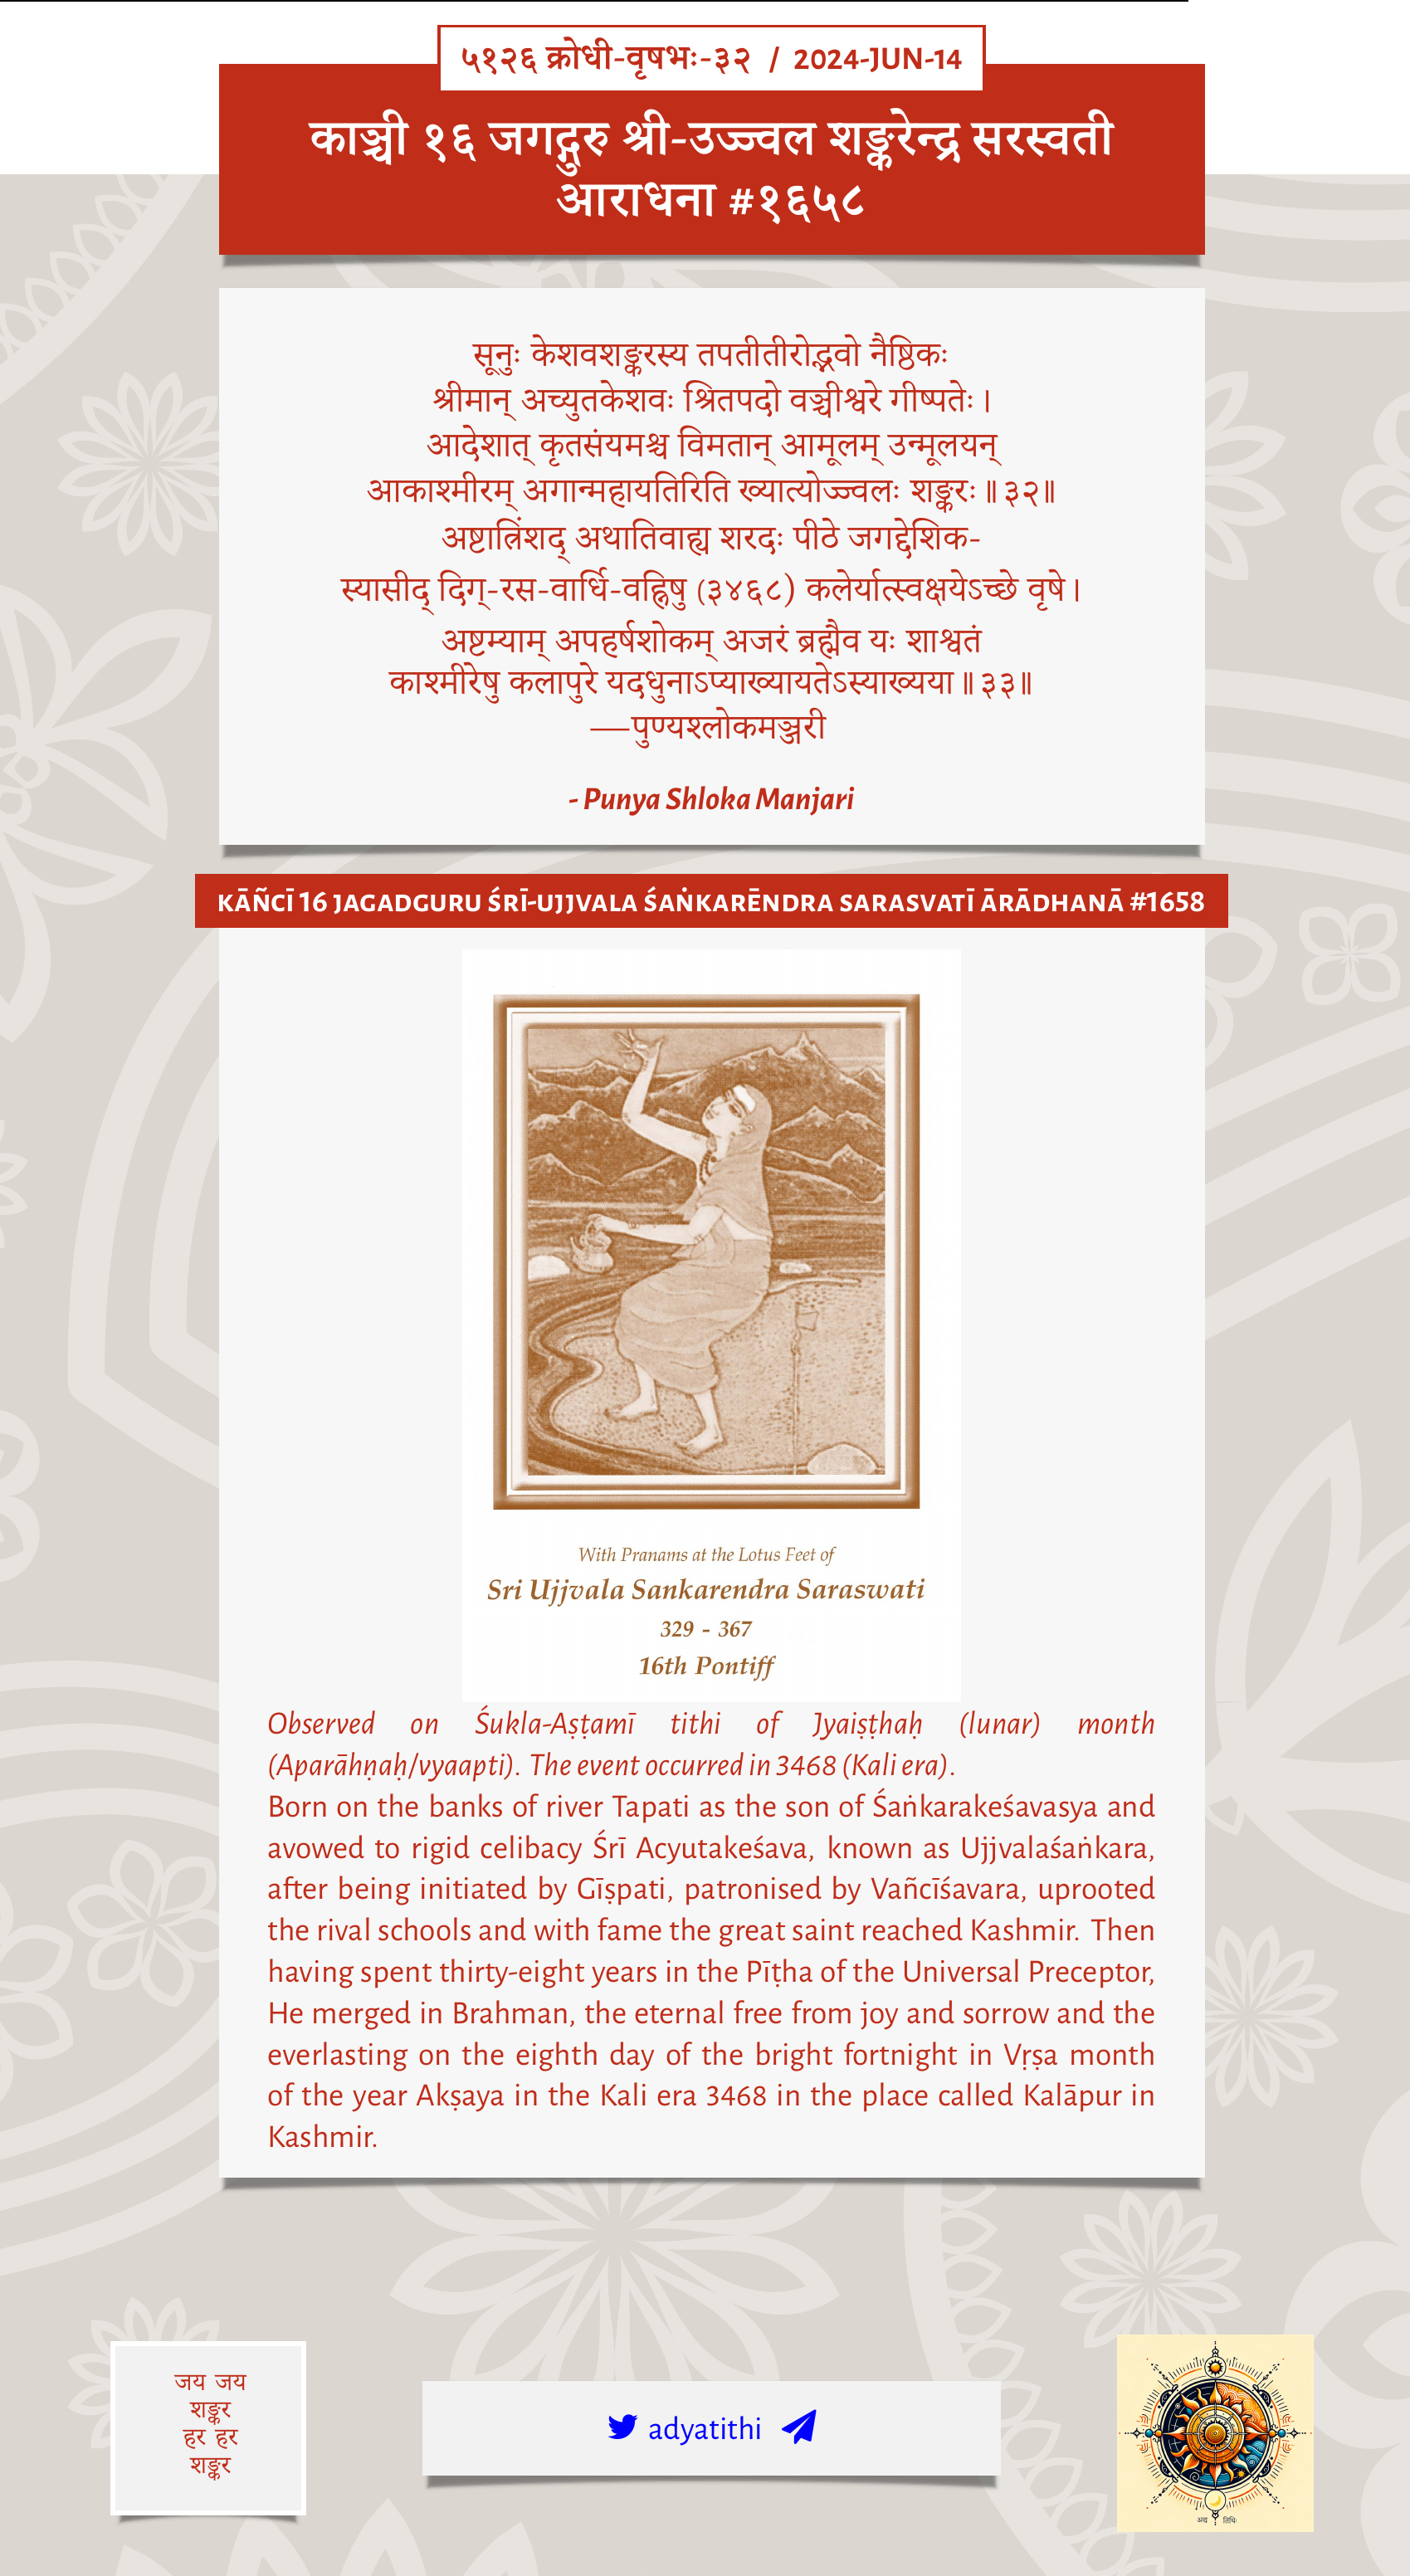 ५१२६ क्रोधी-वृषभः-३२ / 2024-JUN-14
काञ्ची १६ जगद्गुरु श्री-उज्ज्वल शङ्करेन्द्र सरस्वती
आराधना #१६५८
सूनुः केशवशङ्करस्य तपतीतीरोद्भवो नैष्ठिकः
श्रीमान् अच्युतकेशवः श्रितपदो वञ्चीश्वरे गीष्पतेः।
आदेशात् कृतसंयमश्च विमतान् आमूलम् उन्मूलयन्
आकाश्मीरम् अगान्महायतिरिति ख्यात्योज्ज्वलः शङ्करः॥३२॥
अष्टात्रिंशद् अथातिवाह्य शरदः पीठे जगद्देशिक-
स्यासीद् दिग्-रस-वार्धि-वह्निषु (३४६८) कलेर्यात्स्वक्षयेऽच्छे वृषे।
अष्टम्याम् अपहर्षशोकम् अजरं ब्रह्मैव यः शाश्वतं
काश्मीरेषु कलापुरे यदधुनाऽप्याख्यायतेऽस्याख्यया॥३३॥
—पुण्यश्लोकमञ्जरी
- Punya Shloka Manjari
KĀÑCĪ 16 JAGADGURU ŚRĪ-UJJVALA ŚAṄKARĒNDRA SARASVATĪ ĀRĀDHANĀ #1658
With Pranams at the Lotus Feet of
Sri Ujjvala Sankarendra Saraswati
329 - 367
16th Pontiff
Observed on Śukla-Aṣṭamī tithi of Jyaiṣṭhaḥ (lunar) month
(Aparāhṇaḥ/vyaapti). The event occurred in 3468 (Kali era).
Born on the banks of river Tapati as the son of Śaṅkarakeśavasya and
avowed to rigid celibacy Śrī Acyutakeśava, known as Ujjvalaśaṅkara,
after being initiated by Gīṣpati, patronised by Vañcīśavara, uprooted
the rival schools and with fame the great saint reached Kashmir. Then
having spent thirty-eight years in the Pīṭha of the Universal Preceptor,
He merged in Brahman, the eternal free from joy and sorrow and the
everlasting on the eighth day of the bright fortnight in Vṛṣa month
of the year Akṣaya in the Kali era 3468 in the place called Kalāpur in
Kashmir.
जय जय
शङ्कर
हर हर
शङ्कर
adyatithi
अद्य तिथिः